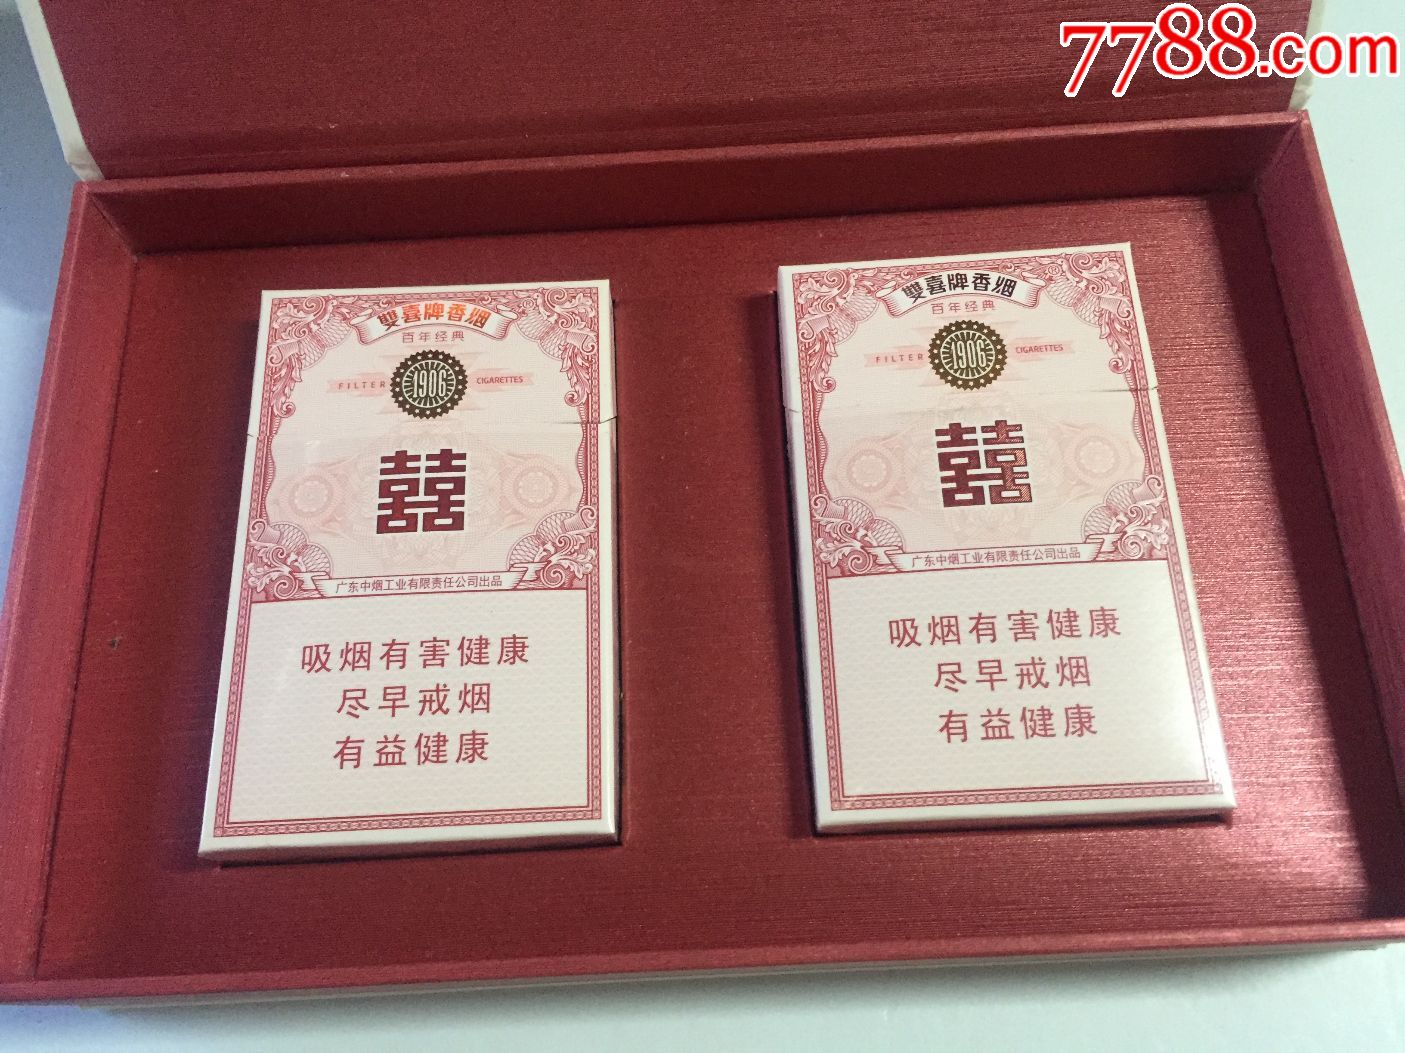 7788.com
雙喜牌香烟®
百年经典
FILTER 1906 CIGARETTES
囍
广东中烟工业有限责任公司出品
吸烟有害健康
尽早戒烟
有益健康
雙喜牌香烟®
百年经典
FILTER 1906 CIGARETTES
囍
广东中烟工业有限责任公司出品
吸烟有害健康
尽早戒烟
有益健康